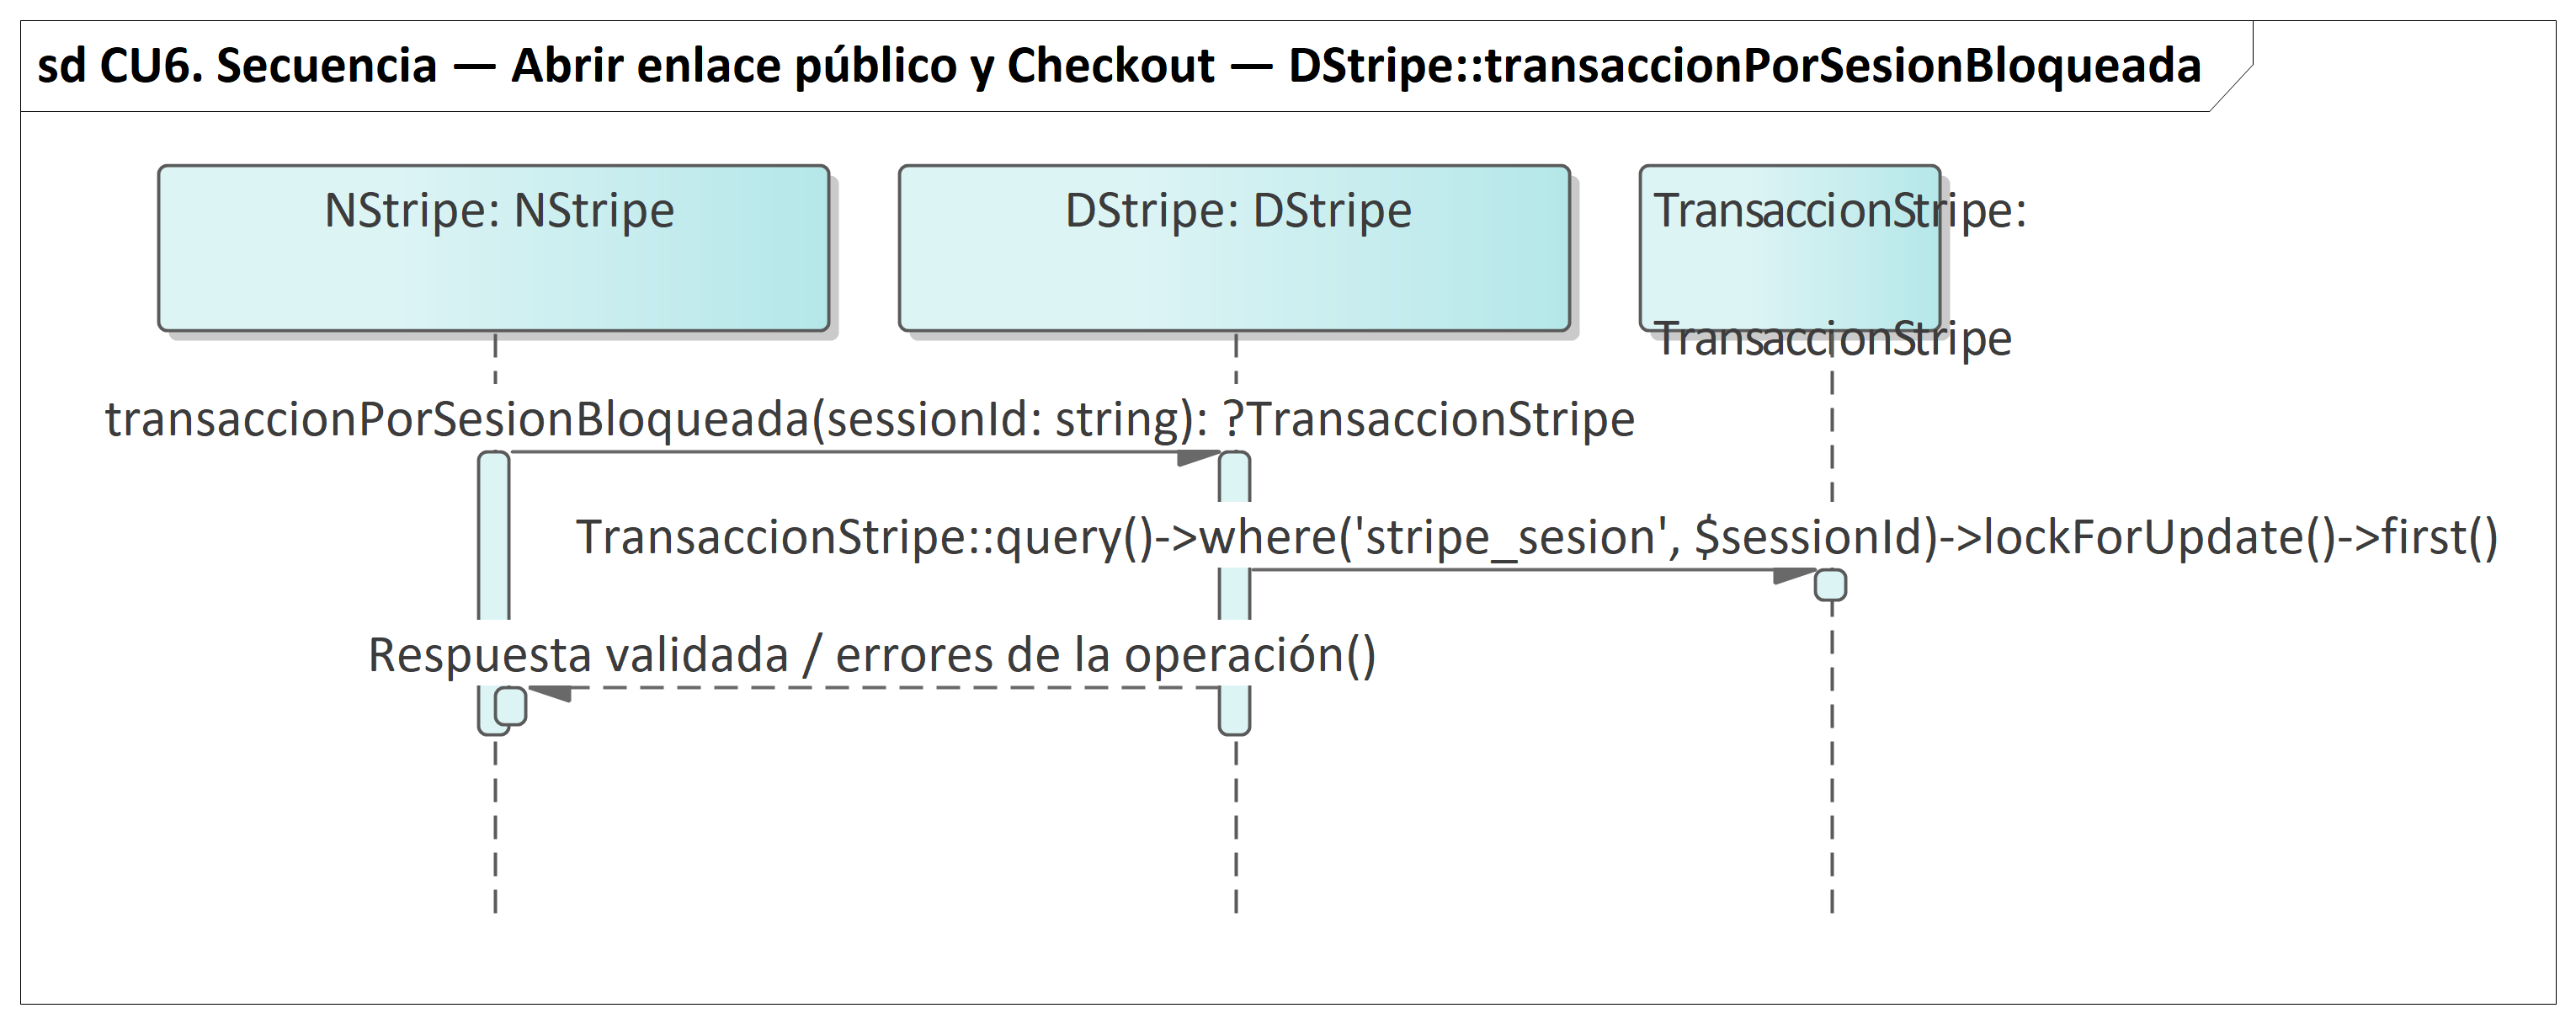 sd CU6. Secuencia — Abrir enlace público y Checkout — DStripe::transaccionPorSesionBloqueada
NStripe: NStripe
DStripe: DStripe
TransaccionStripe:
TransaccionStripe
transaccionPorSesionBloqueada(sessionId: string): ?TransaccionStripe
TransaccionStripe::query()->where('stripe_sesion', $sessionId)->lockForUpdate()->first()
Respuesta validada / errores de la operación()